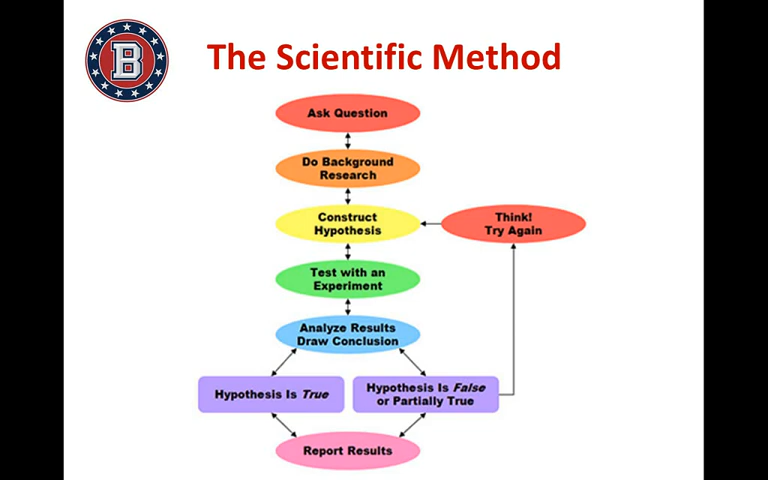 B
The Scientific Method
Ask Question
Do Background
Research
Construct
Hypothesis
Think!
Try Again
Test with an
Experiment
Analyze Results
Draw Conclusion
Hypothesis Is True
Hypothesis Is False
or Partially True
Report Results